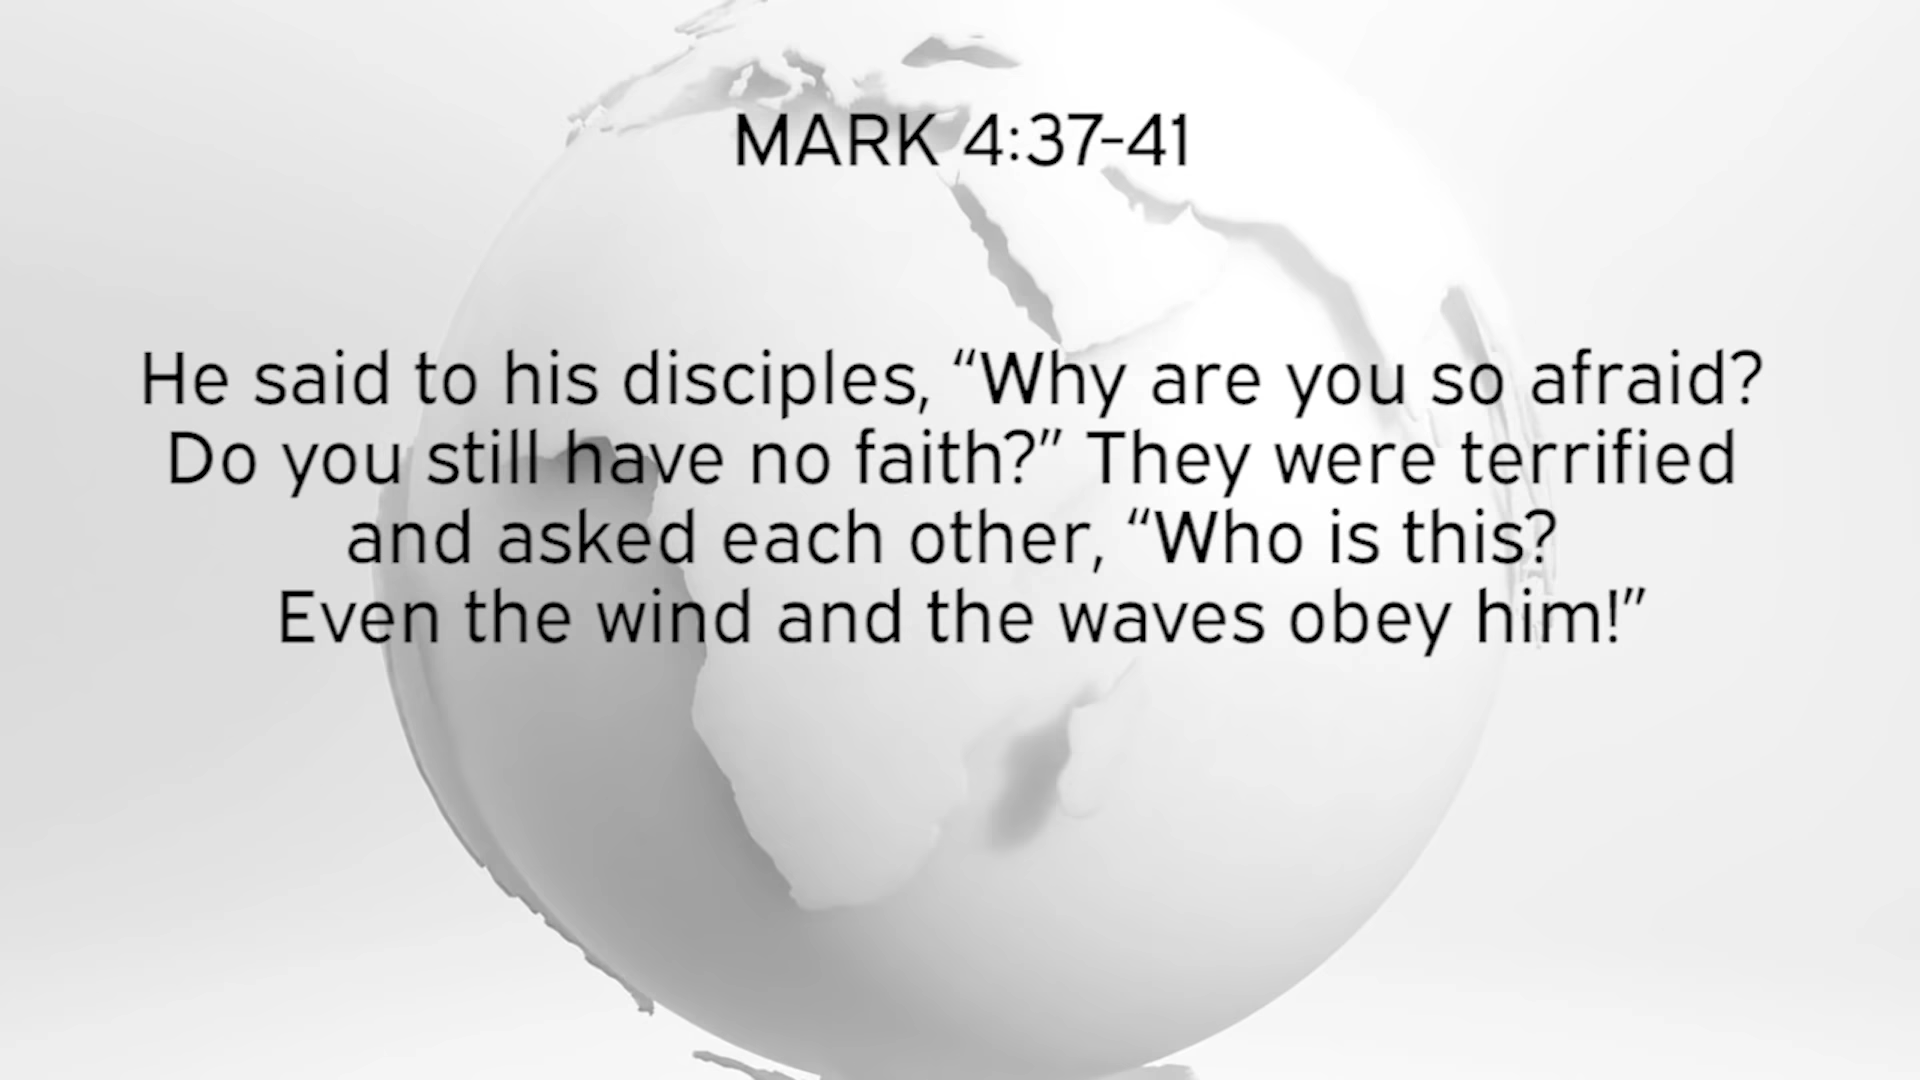 MARK 4:37-41
He said to his disciples, “Why are you so afraid?
Do you still have no faith?” They were terrified
and asked each other, “Who is this?
Even the wind and the waves obey him!”